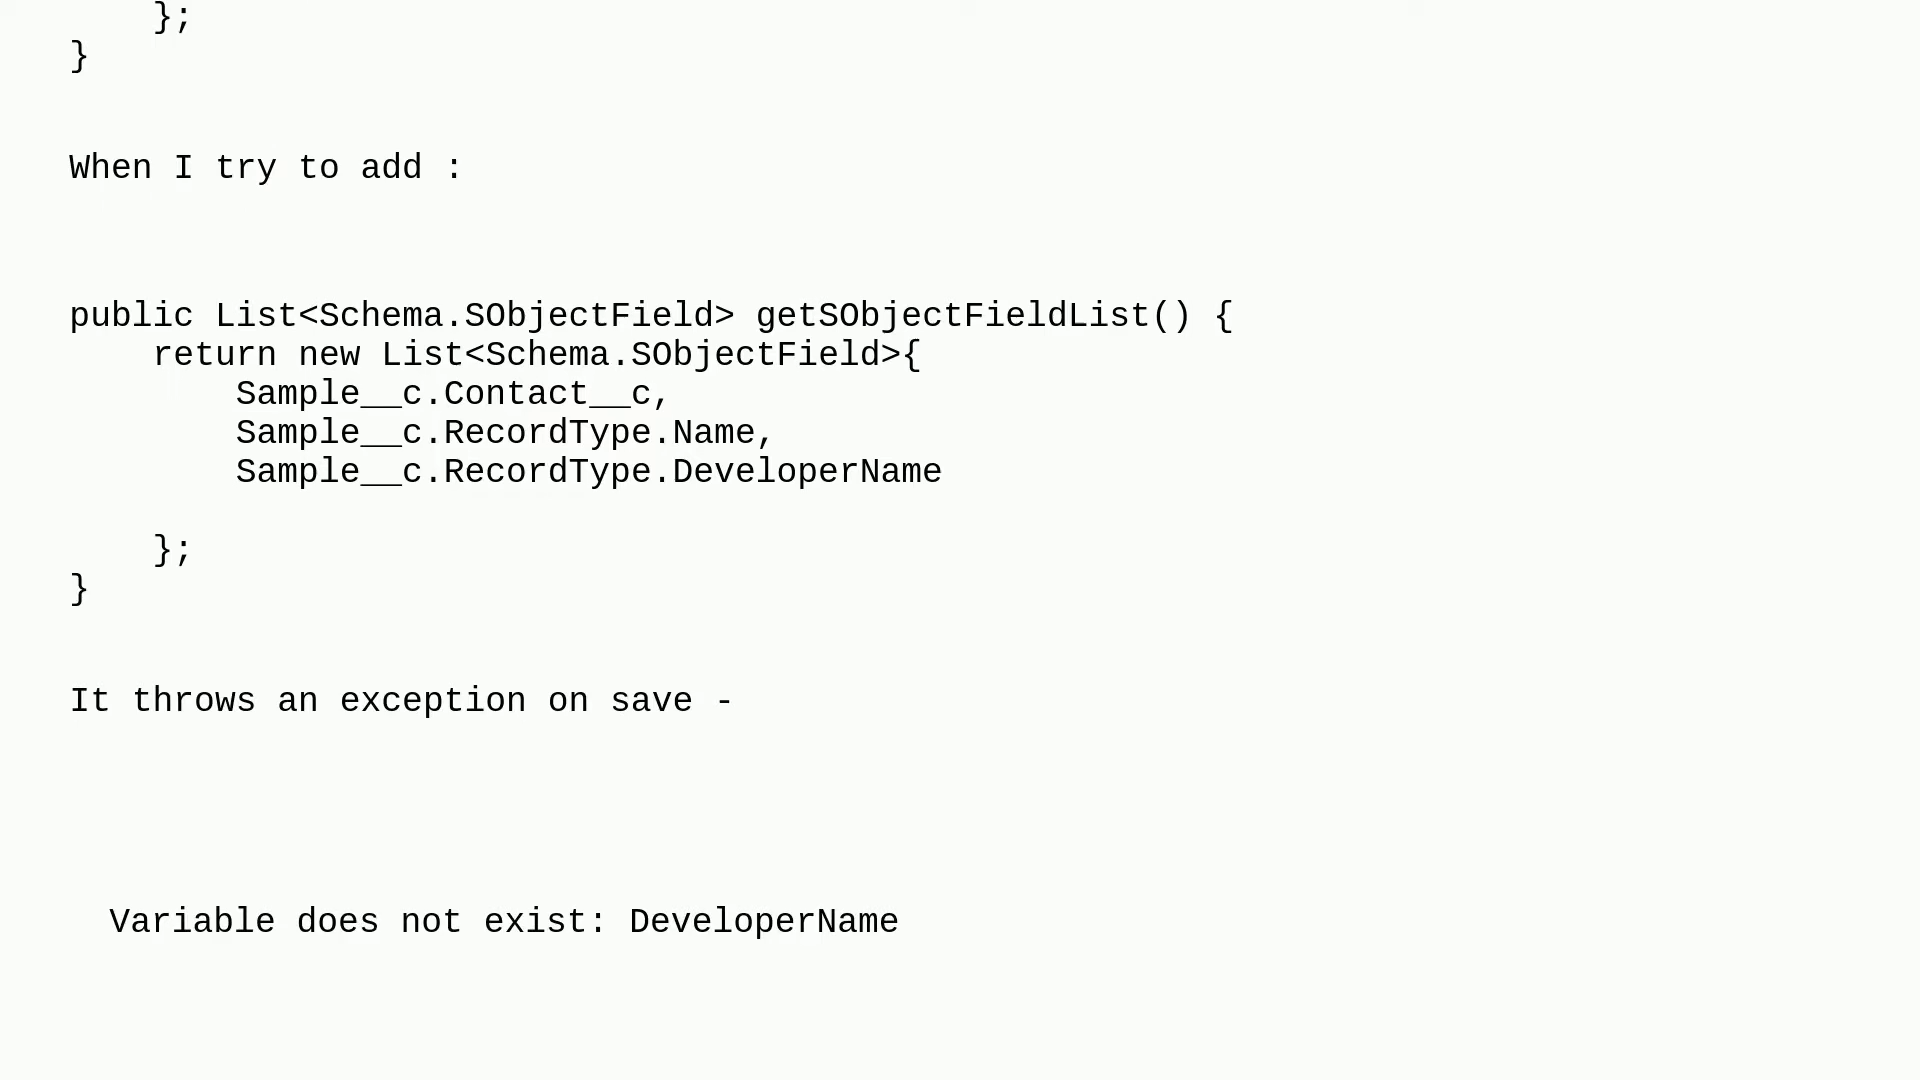 };
}
When I try to add :
public List<Schema.SObjectField> getSObjectFieldList() {
return new List<Schema.SObjectField>{
Sample__c.Contact__c,
Sample__c.RecordType.Name,
Sample__c.RecordType.DeveloperName
};
}
It throws an exception on save -
Variable does not exist: DeveloperName